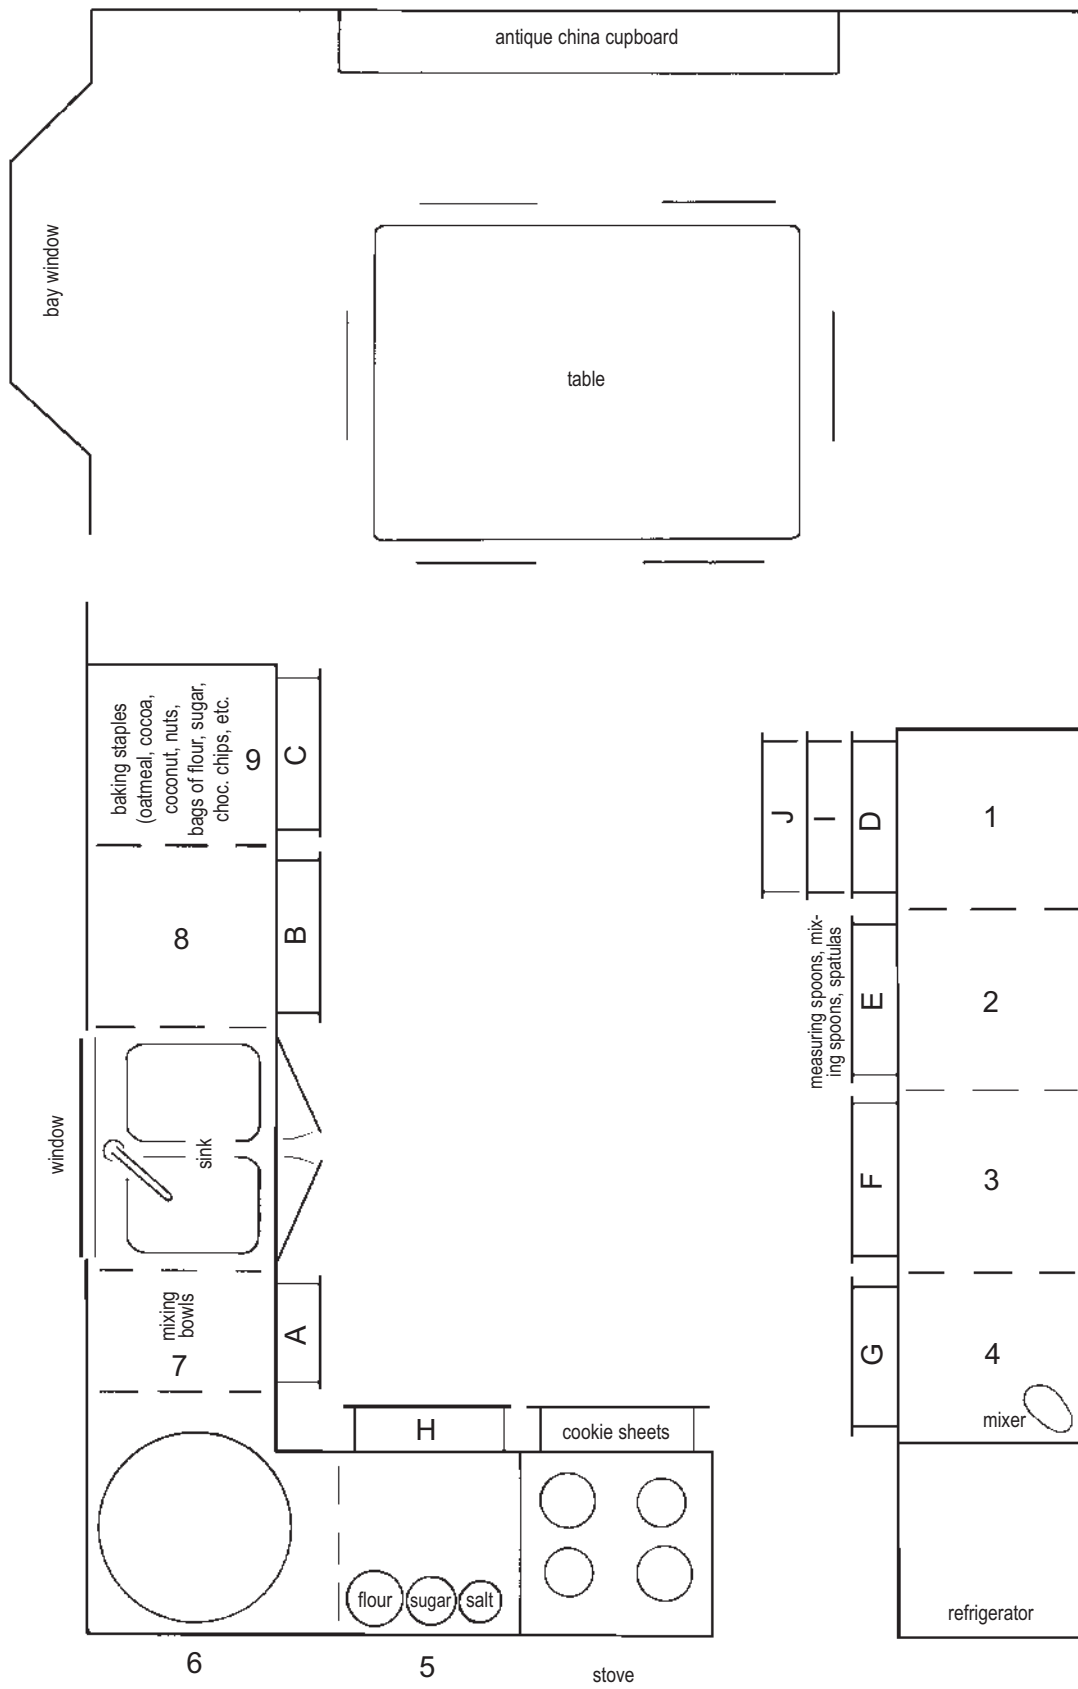 antique china cupboard
bay window
table
baking staples
(oatmeal, cocoa,
coconut, nuts,
bags of flour, sugar,
choc. chips, etc.
9
C
J
I
D
1
8
B
measuring spoons, mix-
ing spoons, spatulas
E
2
window
sink
F
3
mixing
bowls
7
A
G
4
mixer
H
cookie sheets
flour
sugar
salt
refrigerator
6
5
stove